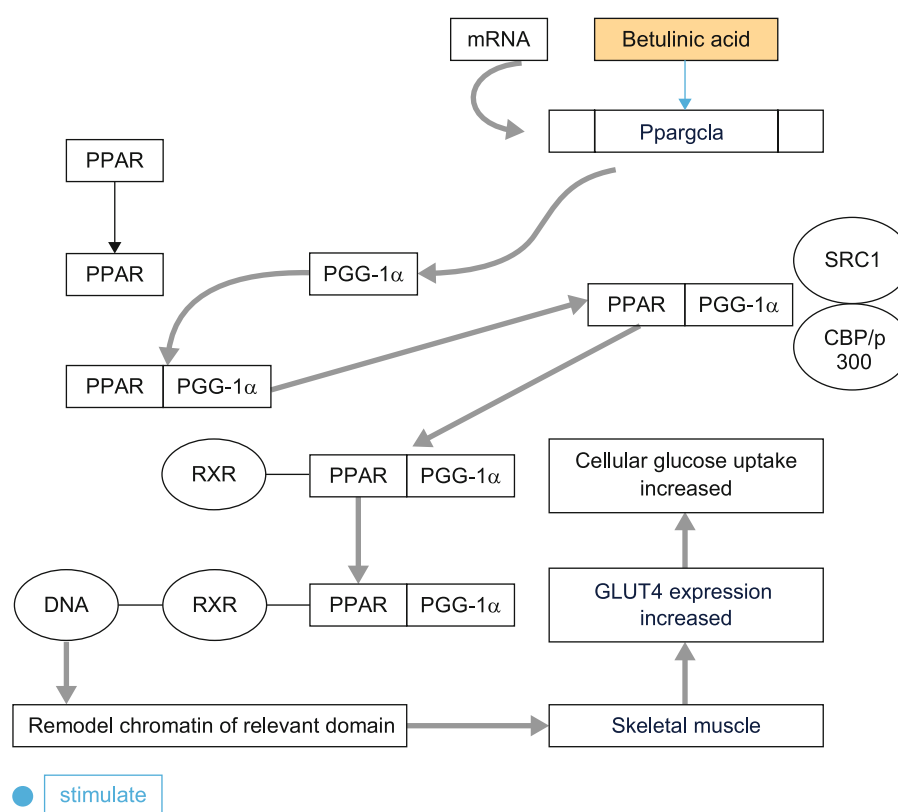 mRNA
Betulinic acid
Ppargcla
PPAR
PPAR
PGG-1α
SRC1
PPAR PGG-1α
CBP/p
300
PPAR PGG-1α
RXR
PPAR PGG-1α
Cellular glucose uptake
increased
DNA
RXR
PPAR PGG-1α
GLUT4 expression
increased
Remodel chromatin of relevant domain
Skeletal muscle
stimulate